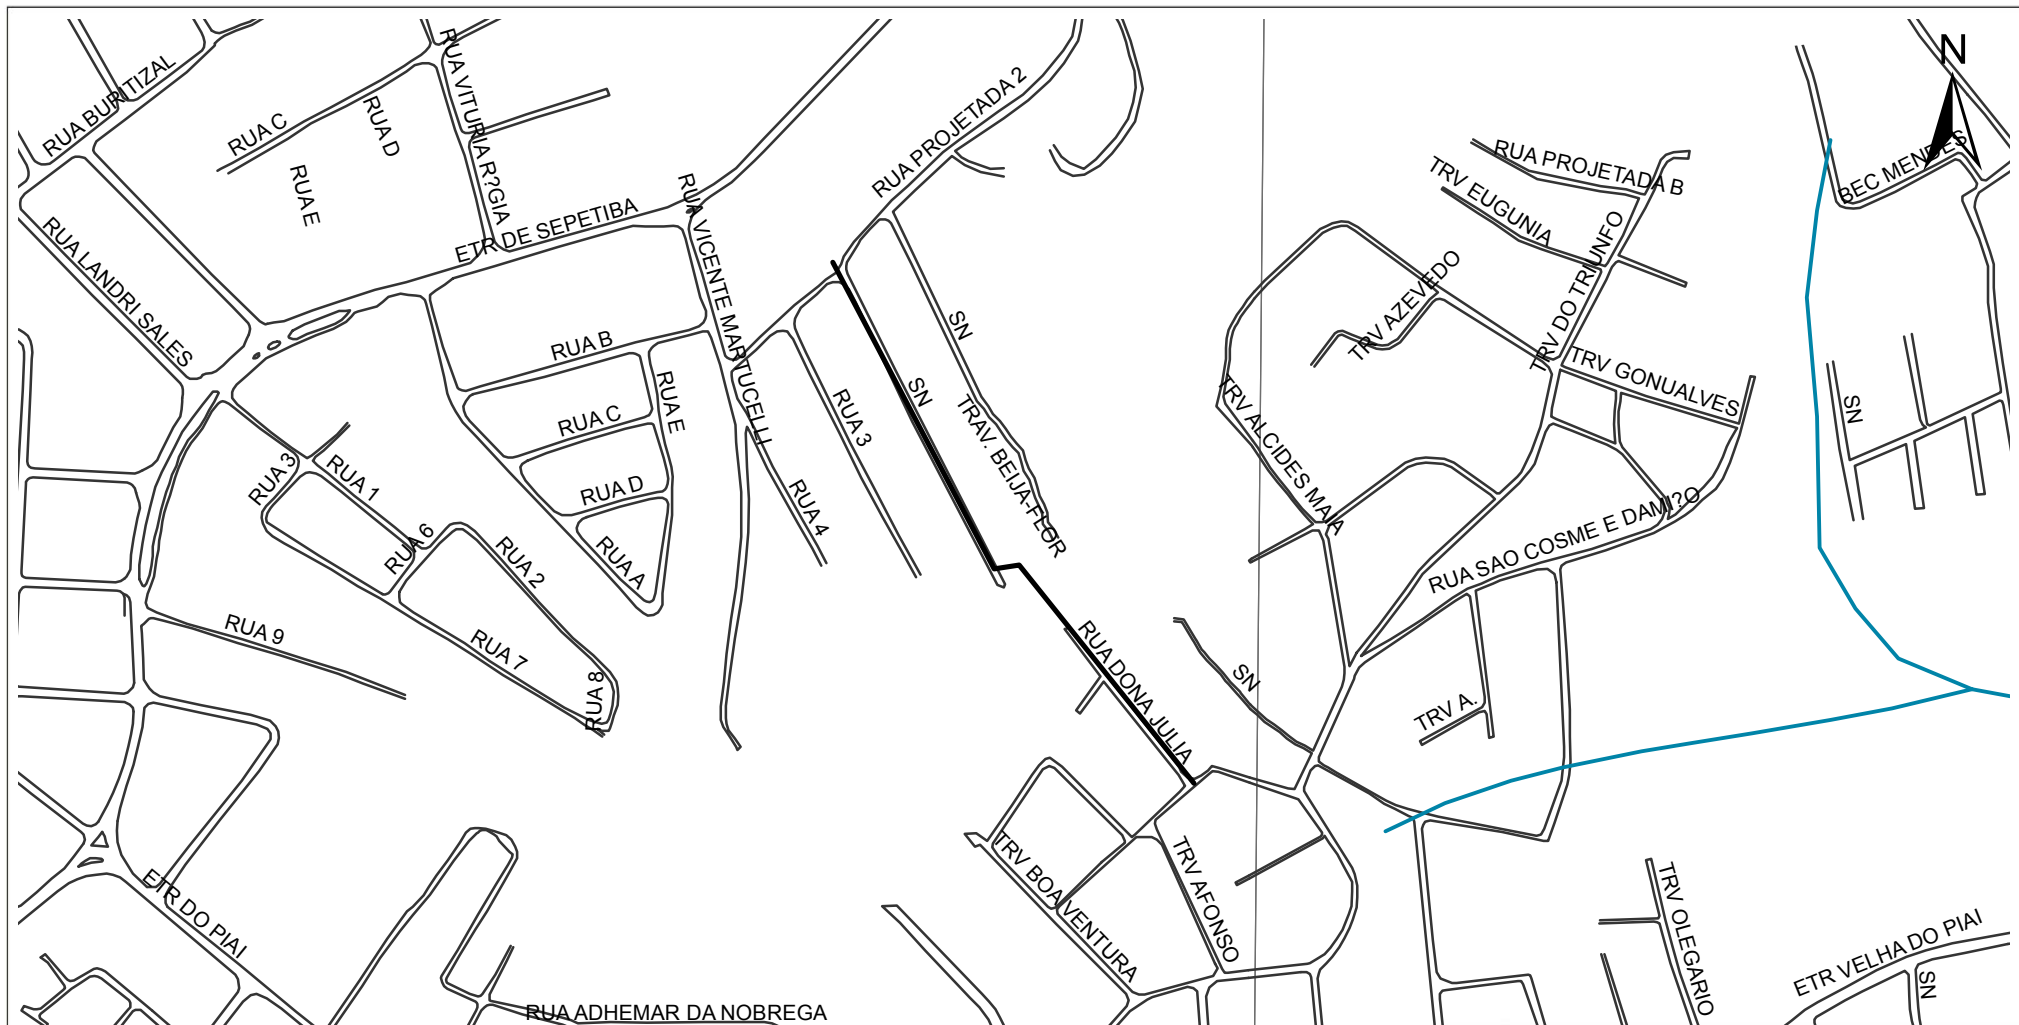 N
RUA BURITIZAL
RUA C
RUA D
RUA E
RUA VITURIA R?GIA
RUA PROJETADA 2
RUA PROJETADA B
TRV EUGUNIA
BEC MENDES
RUA LANDRI SALES
ETR DE SEPETIBA
RUA VICENTE MARTUCELLI
TRV AZEVEDO
TRV DO TRIUNFO
SN
RUA B
TRV GONUALVES
RUA C
RUA E
RUA 3
SN
TRAV. BEIJA-FLOR
TRV ALCIDES MAIA
SN
RUA 3
RUA 1
RUA D
RUA 4
RUA SAO COSME E DAMI?O
RUA 6
RUA 2
RUA A
RUA 9
RUA 7
RUA 8
RUA DONA JULIA
SN
TRV A.
TRV BOA VENTURA
TRV AFONSO
TRV OLEGARIO
ETR DO PIAI
ETR VELHA DO PIAI
SN
RUA ADHEMAR DA NOBREGA